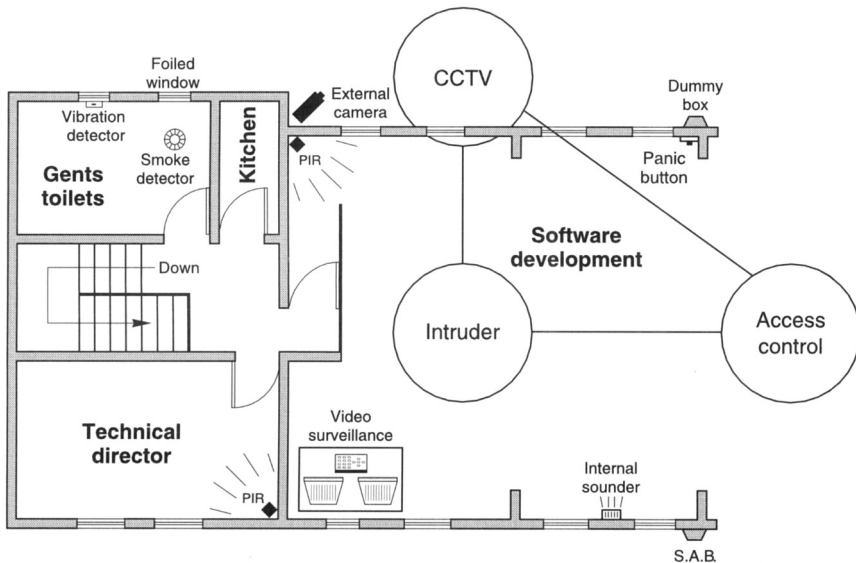 Foiled
window
CCTV
External
camera
Dummy
box
Vibration
detector
Smoke
detector
Kitchen
PIR
Panic
button
Gents
toilets
Software
development
Down
Intruder
Access
control
Technical
director
Video
surveillance
PIR
Internal
sounder
S.A.B.